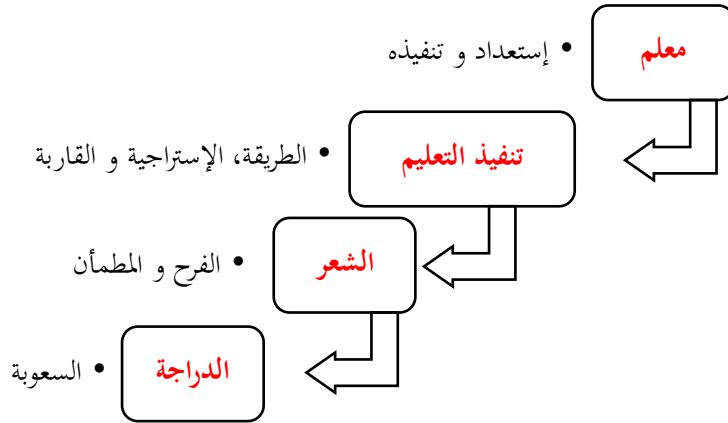 معلم
• إستعداد و تنفيذه
تنفيذ التعليم
• الطريقة، الإستراجية و القاربة
الشعر
• الفرح و المطمأن
الدراجة
• السعوبة